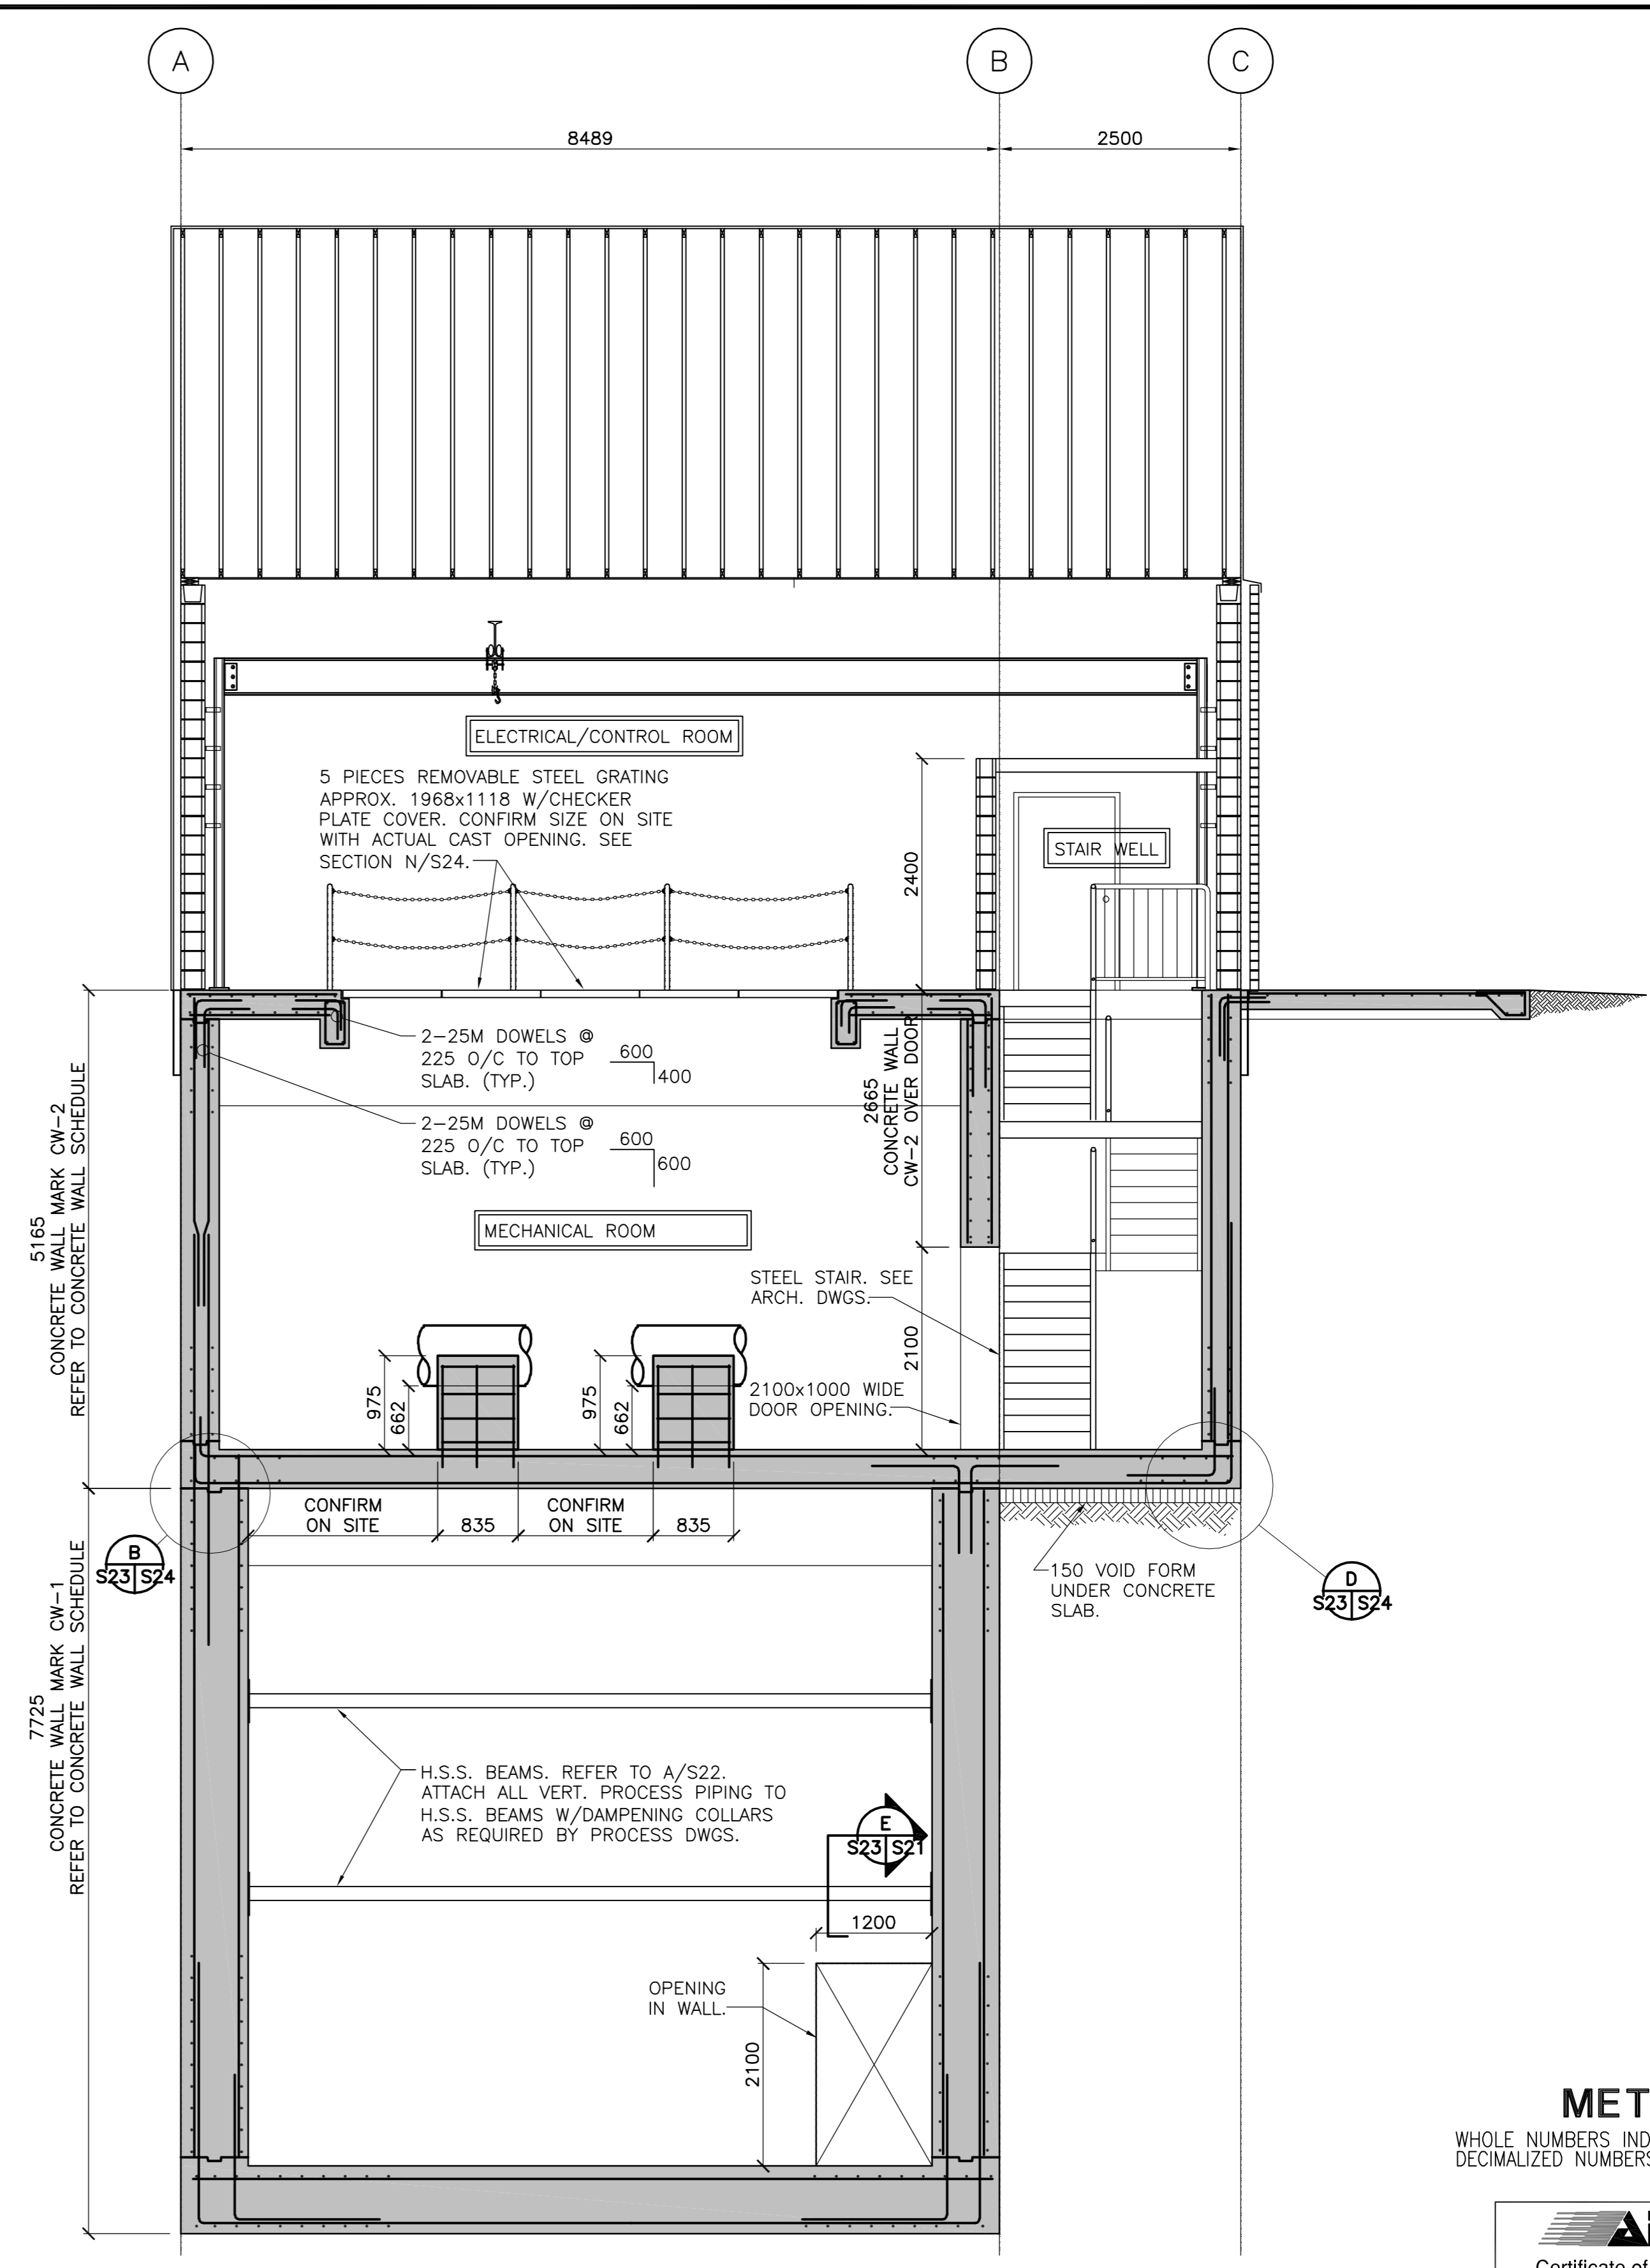 A
B
C
8489
2500
ELECTRICAL/CONTROL ROOM
5 PIECES REMOVABLE STEEL GRATING
APPROX. 1968x1118 W/CHECKER
PLATE COVER. CONFIRM SIZE ON SITE
WITH ACTUAL CAST OPENING. SEE
SECTION N/S24.
STAIR WELL
2400
2-25M DOWELS @
225 O/C TO TOP
SLAB. (TYP.)
600
400
2-25M DOWELS @
225 O/C TO TOP
SLAB. (TYP.)
600
600
2665
CONCRETE WALL
CW-2 OVER DOOR
5165
CONCRETE WALL MARK CW-2
REFER TO CONCRETE WALL SCHEDULE
MECHANICAL ROOM
STEEL STAIR. SEE
ARCH. DWGS.
2100
2100x1000 WIDE
DOOR OPENING.
975
662
975
662
CONFIRM
ON SITE
835
CONFIRM
ON SITE
835
B
S23 S24
150 VOID FORM
UNDER CONCRETE
SLAB.
D
S23 S24
7725
CONCRETE WALL MARK CW-1
REFER TO CONCRETE WALL SCHEDULE
H.S.S. BEAMS. REFER TO A/S22.
ATTACH ALL VERT. PROCESS PIPING TO
H.S.S. BEAMS W/DAMPENING COLLARS
AS REQUIRED BY PROCESS DWGS.
E
S23 S21
1200
OPENING
IN WALL.
2100
MET
WHOLE NUMBERS IND
DECIMALIZED NUMBERS
Certificate of